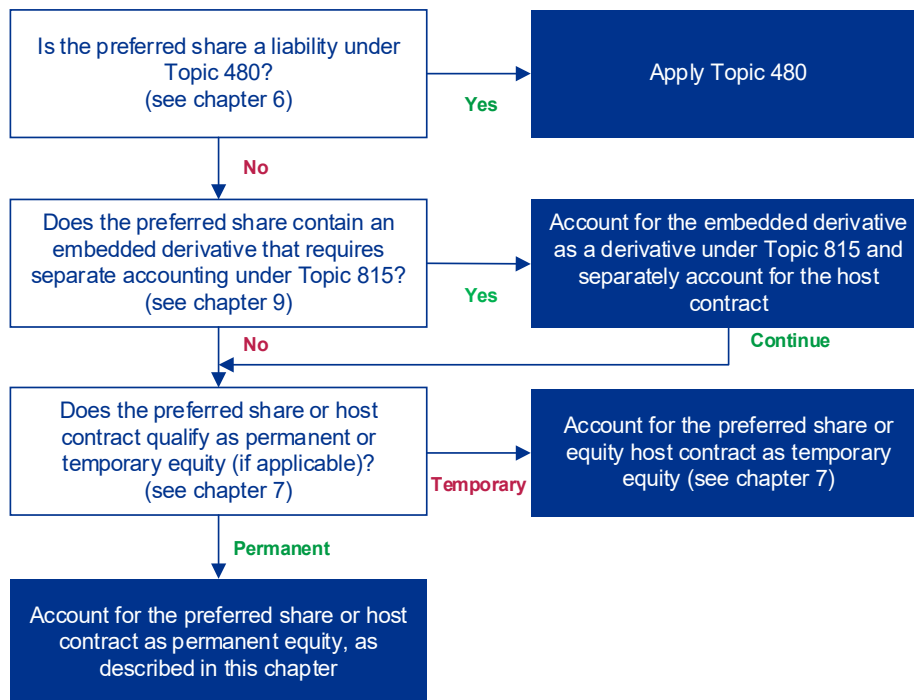 Is the preferred share a liability under
Topic 480?
(see chapter 6)
Yes
Apply Topic 480
No
Does the preferred share contain an
embedded derivative that requires
separate accounting under Topic 815?
(see chapter 9)
Yes
Account for the embedded derivative
as a derivative under Topic 815 and
separately account for the host
contract
No
Continue
Does the preferred share or host
contract qualify as permanent or
temporary equity (if applicable)?
(see chapter 7)
Temporary
Account for the preferred share or
equity host contract as temporary
equity (see chapter 7)
Permanent
Account for the preferred share or host
contract as permanent equity, as
described in this chapter